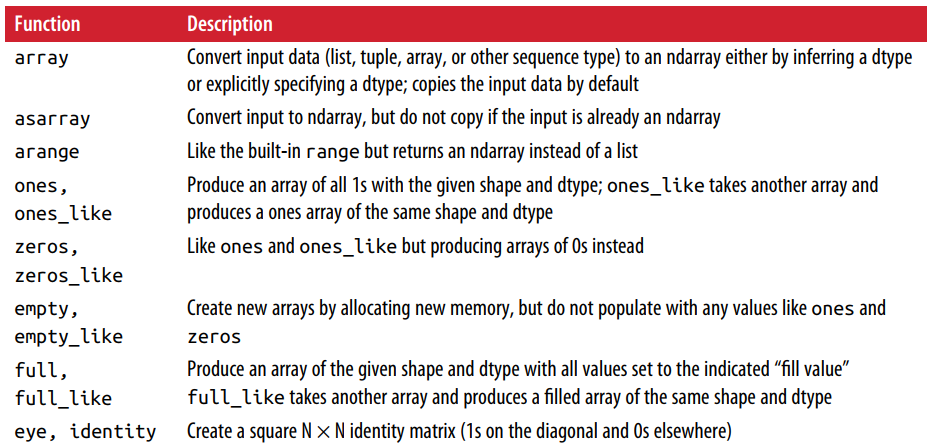 Function Description
array Convert input data (list, tuple, array, or other sequence type) to an ndarray either by inferring a dtype
or explicitly specifying a dtype; copies the input data by default
asarray Convert input to ndarray, but do not copy if the input is already an ndarray
arange Like the built-in range but returns an ndarray instead of a list
ones, Produce an array of all 1s with the given shape and dtype; ones_like takes another array and
ones_like produces a ones array of the same shape and dtype
zeros, Like ones and ones_like but producing arrays of 0s instead
zeros_like
empty, Create new arrays by allocating new memory, but do not populate with any values like ones and
empty_like zeros
full, Produce an array of the given shape and dtype with all values set to the indicated “fill value”
full_like full_like takes another array and produces a filled array of the same shape and dtype
eye, identity Create a square N × N identity matrix (1s on the diagonal and 0s elsewhere)